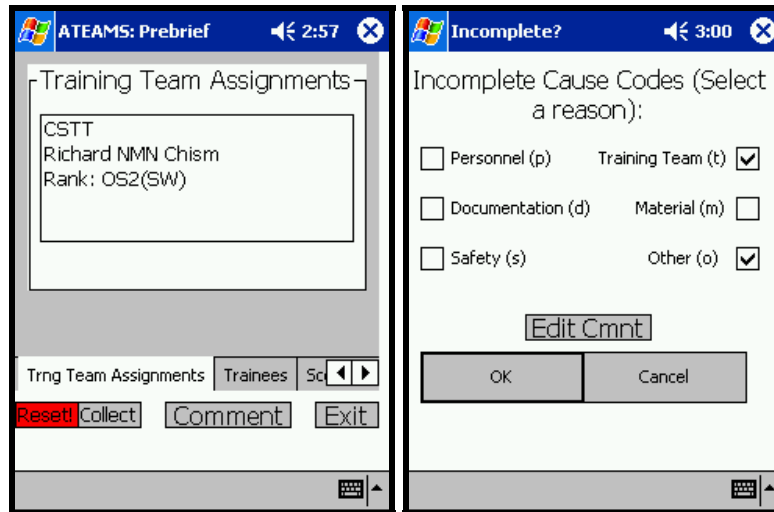 ATEAMS: Prebrief 2:57
Training Team Assignments
CSTT
Richard NMN Chism
Rank: OS2(SW)
Trng Team Assignments Trainees Sc
Reset! Collect Comment Exit
Incomplete? 3:00
Incomplete Cause Codes (Select
a reason):
Personnel (p) Training Team (t)
Documentation (d) Material (m)
Safety (s) Other (o)
Edit Cmnt
OK Cancel